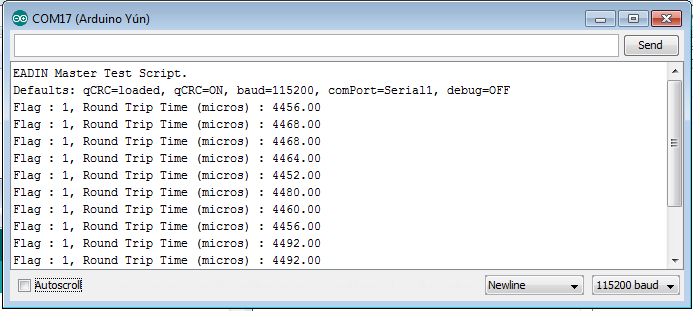 COM17 (Arduino Yún)
Send
EADIN Master Test Script.
Defaults: qCRC=loaded, qCRC=ON, baud=115200, comPort=Serial1, debug=OFF
Flag : 1, Round Trip Time (micros) : 4456.00
Flag : 1, Round Trip Time (micros) : 4468.00
Flag : 1, Round Trip Time (micros) : 4468.00
Flag : 1, Round Trip Time (micros) : 4464.00
Flag : 1, Round Trip Time (micros) : 4452.00
Flag : 1, Round Trip Time (micros) : 4480.00
Flag : 1, Round Trip Time (micros) : 4460.00
Flag : 1, Round Trip Time (micros) : 4456.00
Flag : 1, Round Trip Time (micros) : 4492.00
Flag : 1, Round Trip Time (micros) : 4492.00
Autoscroll Newline 115200 baud